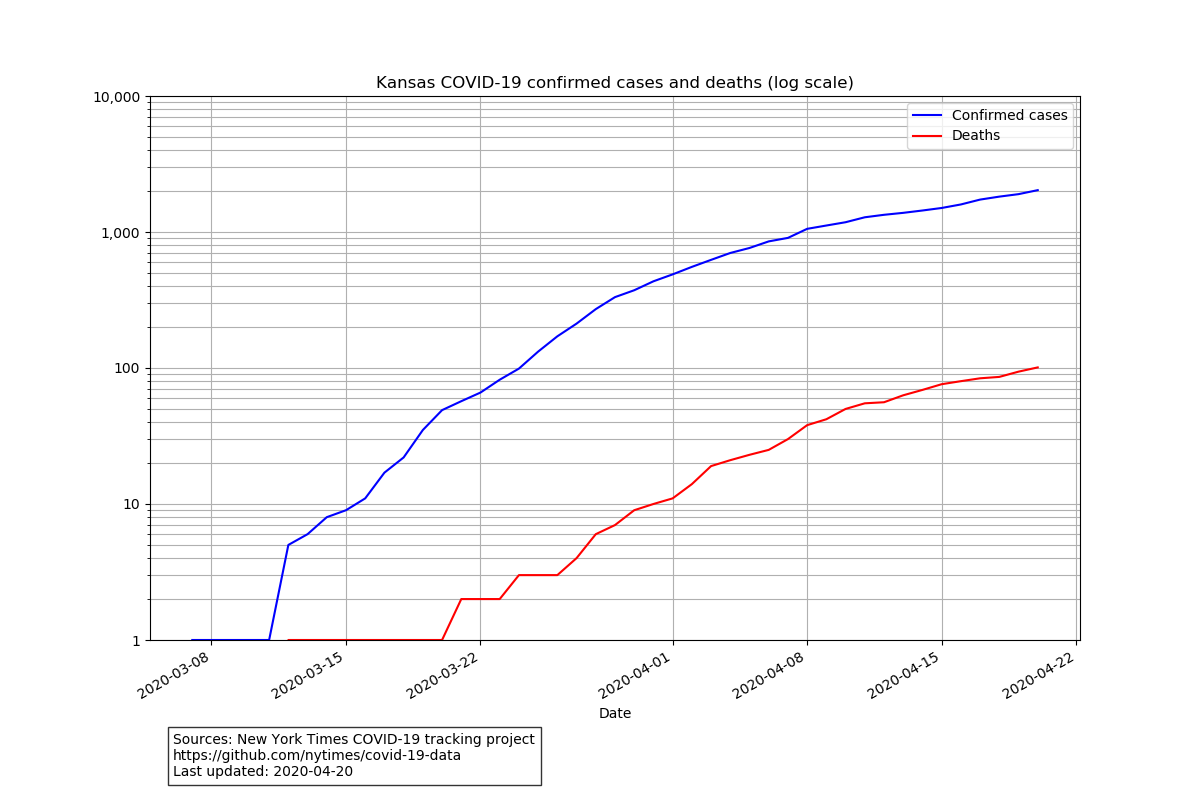 Kansas COVID-19 confirmed cases and deaths (log scale)
10,000
1,000
100
10
1
Confirmed cases
Deaths
2020-03-08
2020-03-15
2020-03-22
2020-04-01
2020-04-08
2020-04-15
2020-04-22
Date
Sources: New York Times COVID-19 tracking project
https://github.com/nytimes/covid-19-data
Last updated: 2020-04-20